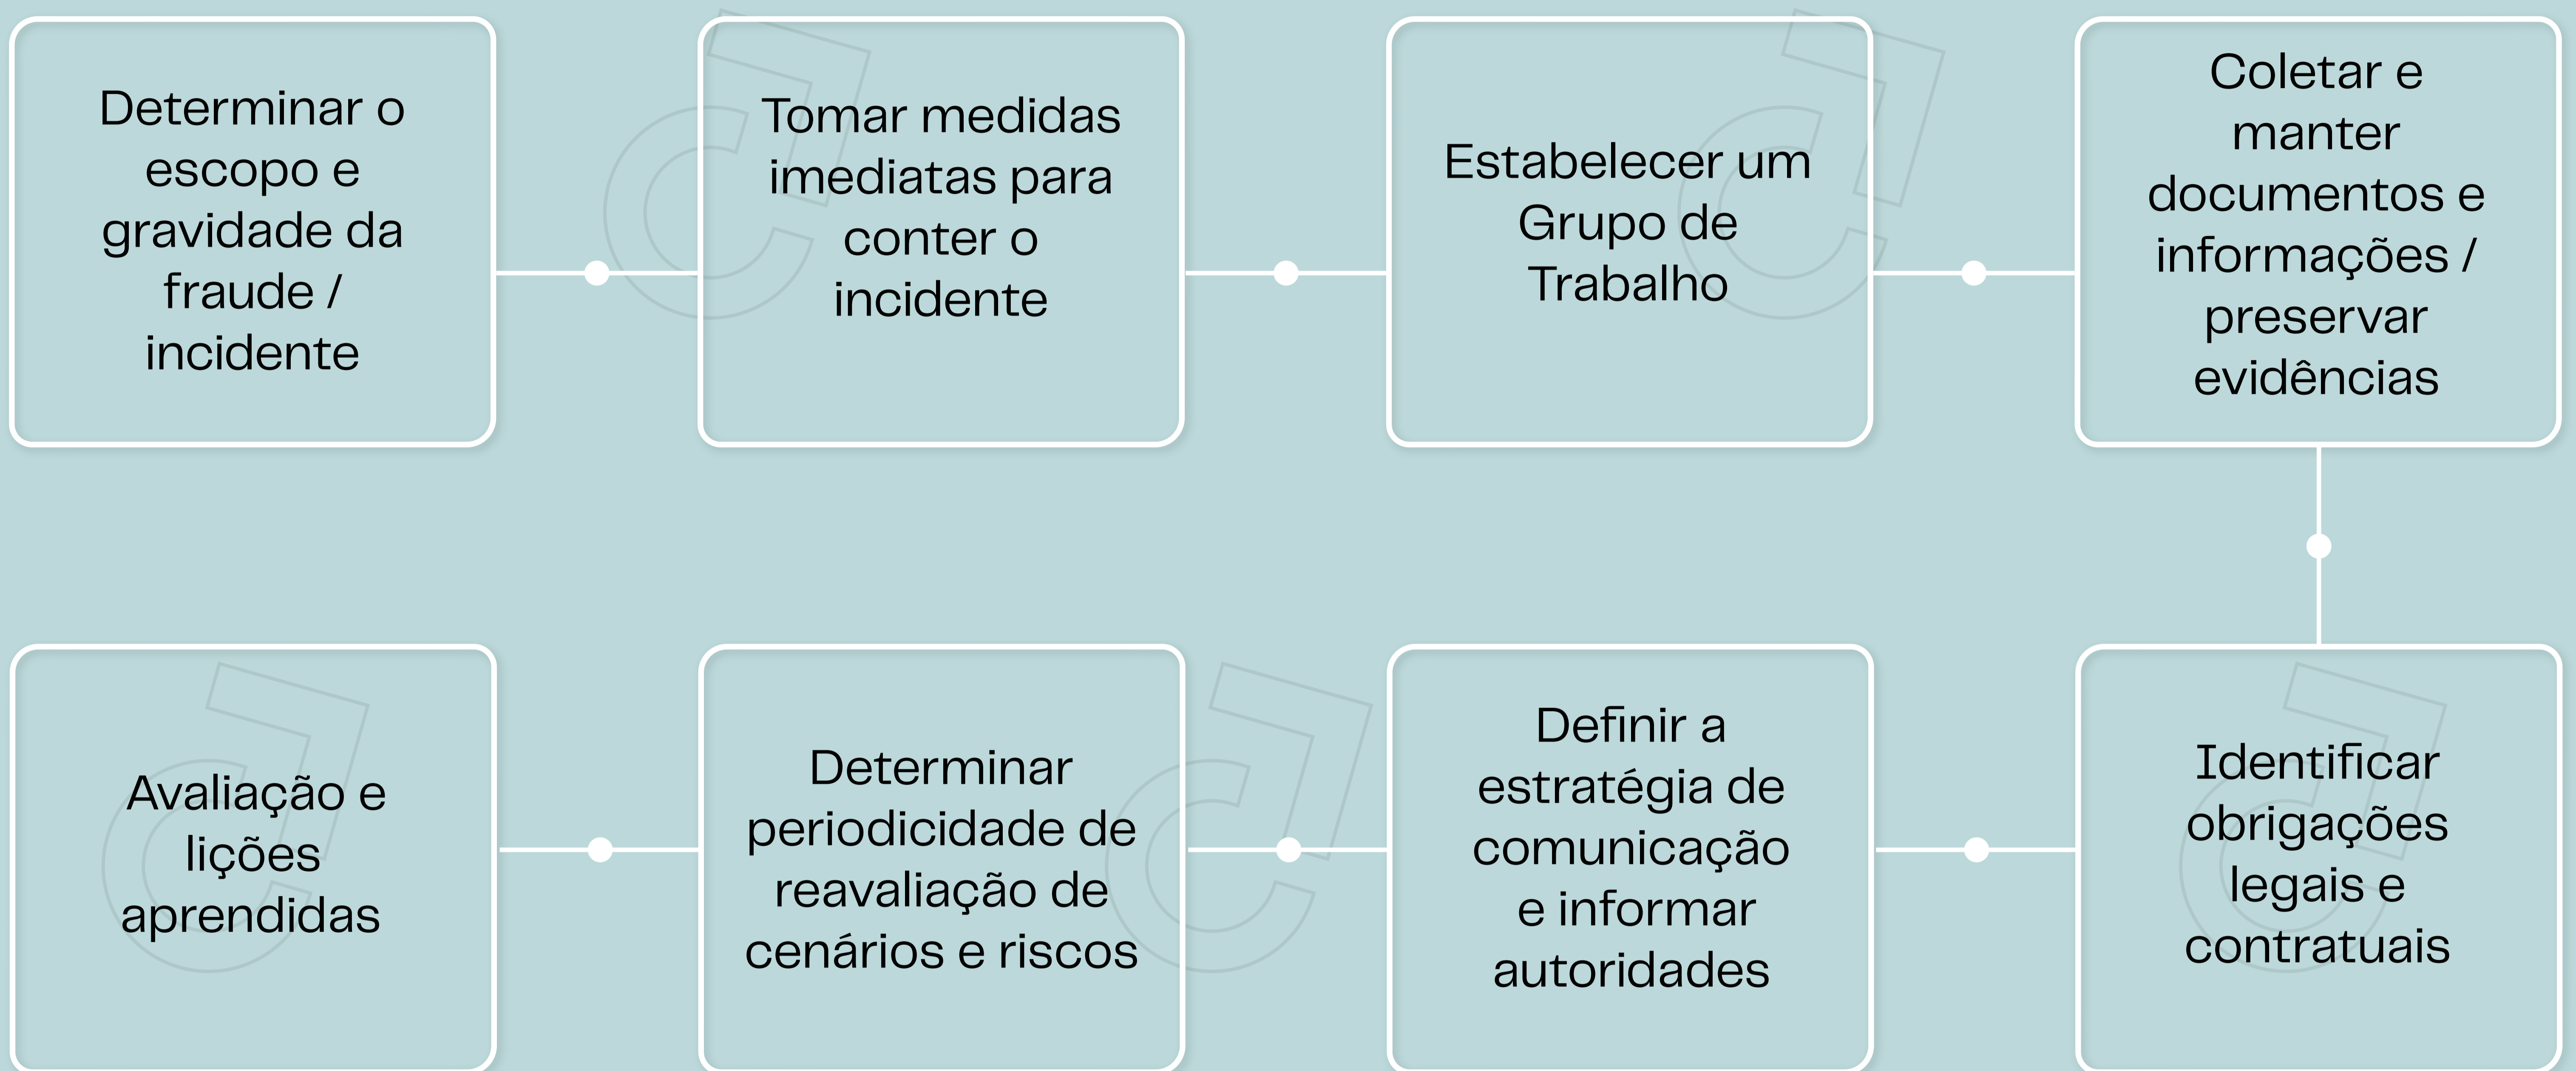 Determinar o
escopo e
gravidade da
fraude /
incidente
Tomar medidas
imediatas para
conter o
incidente
Estabelecer um
Grupo de
Trabalho
Coletar e
manter
documentos e
informações /
preservar
evidências
Identificar
obrigações
legais e
contratuais
Definir a
estratégia de
comunicação
e informar
autoridades
Determinar
periodicidade de
reavaliação de
cenários e riscos
Avaliação e
lições
aprendidas